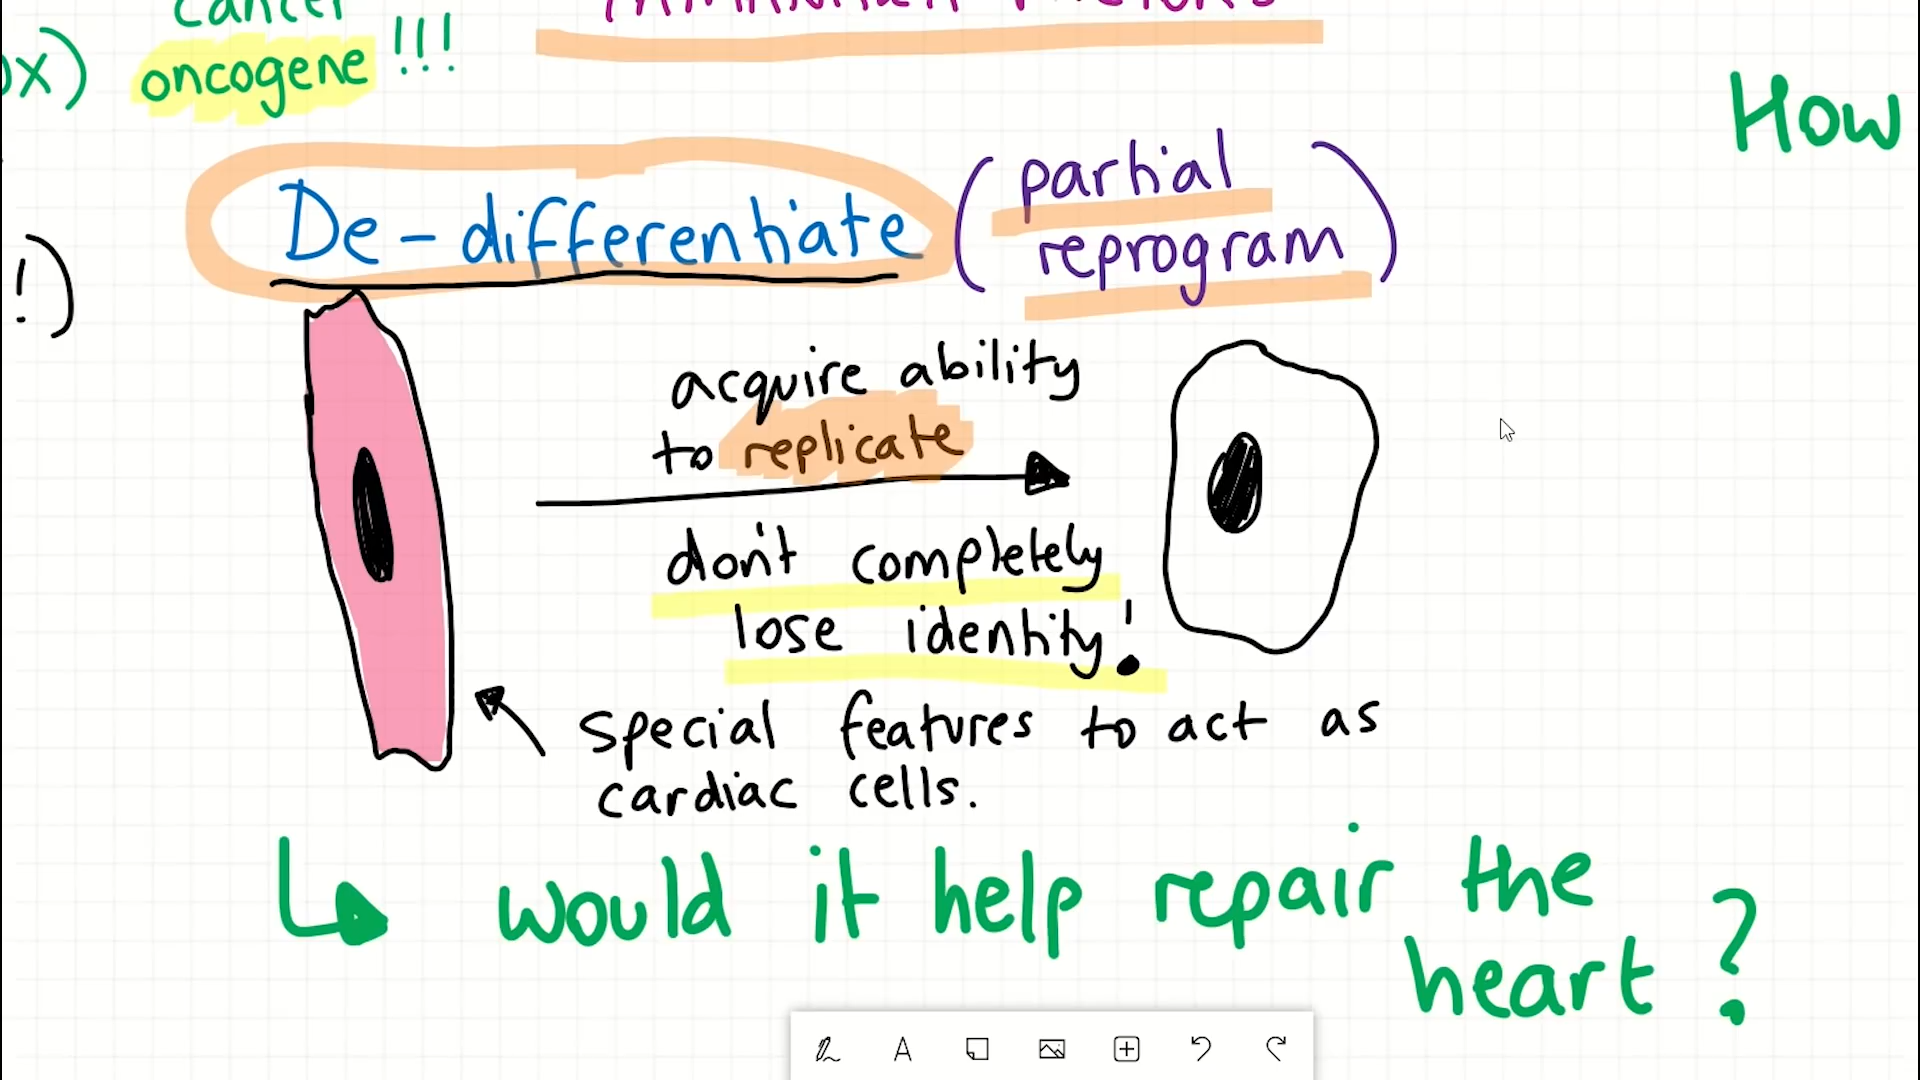 cancer
oncogene !!!
How
De-differentiate (partial
reprogram)
!)
acquire ability
to replicate
don't completely
lose identity!
special features to act as
cardiac cells.
would it help repair the
heart?